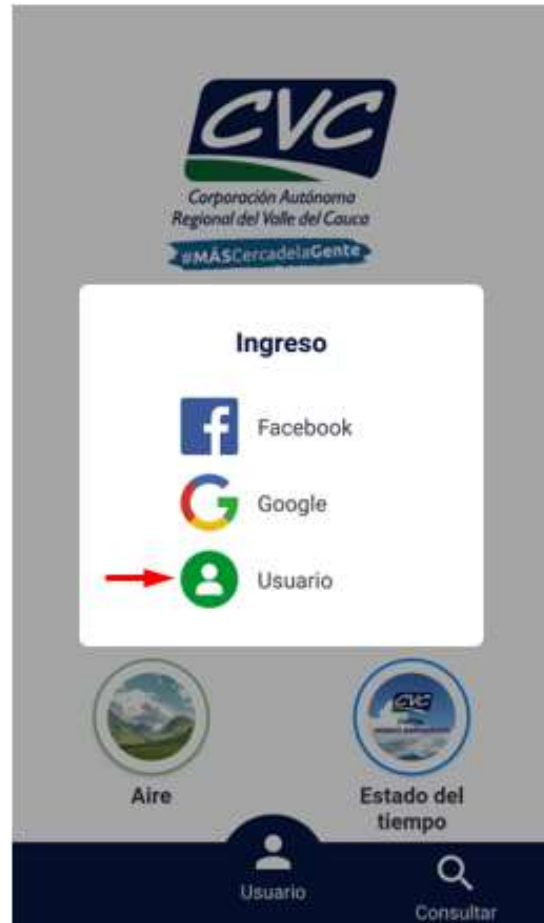 CVC
Corporación Autónoma
Regional del Valle del Cauca
#MÁSCercadelaGente
Ingreso
Facebook
Google
Usuario
CVC
Aire
Estado del
tiempo
Usuario
Consultar